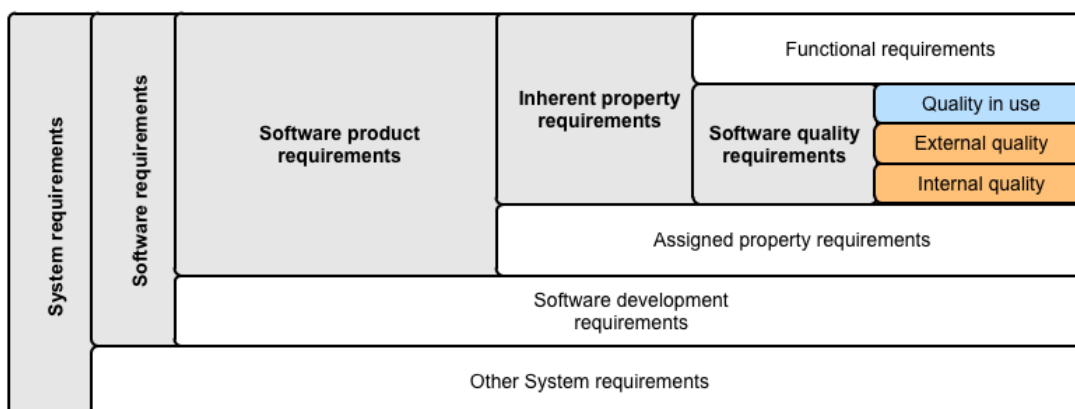 System requirements
Software requirements
Software product
requirements
Inherent property
requirements
Functional requirements
Software quality
requirements
Quality in use
External quality
Internal quality
Assigned property requirements
Software development
requirements
Other System requirements